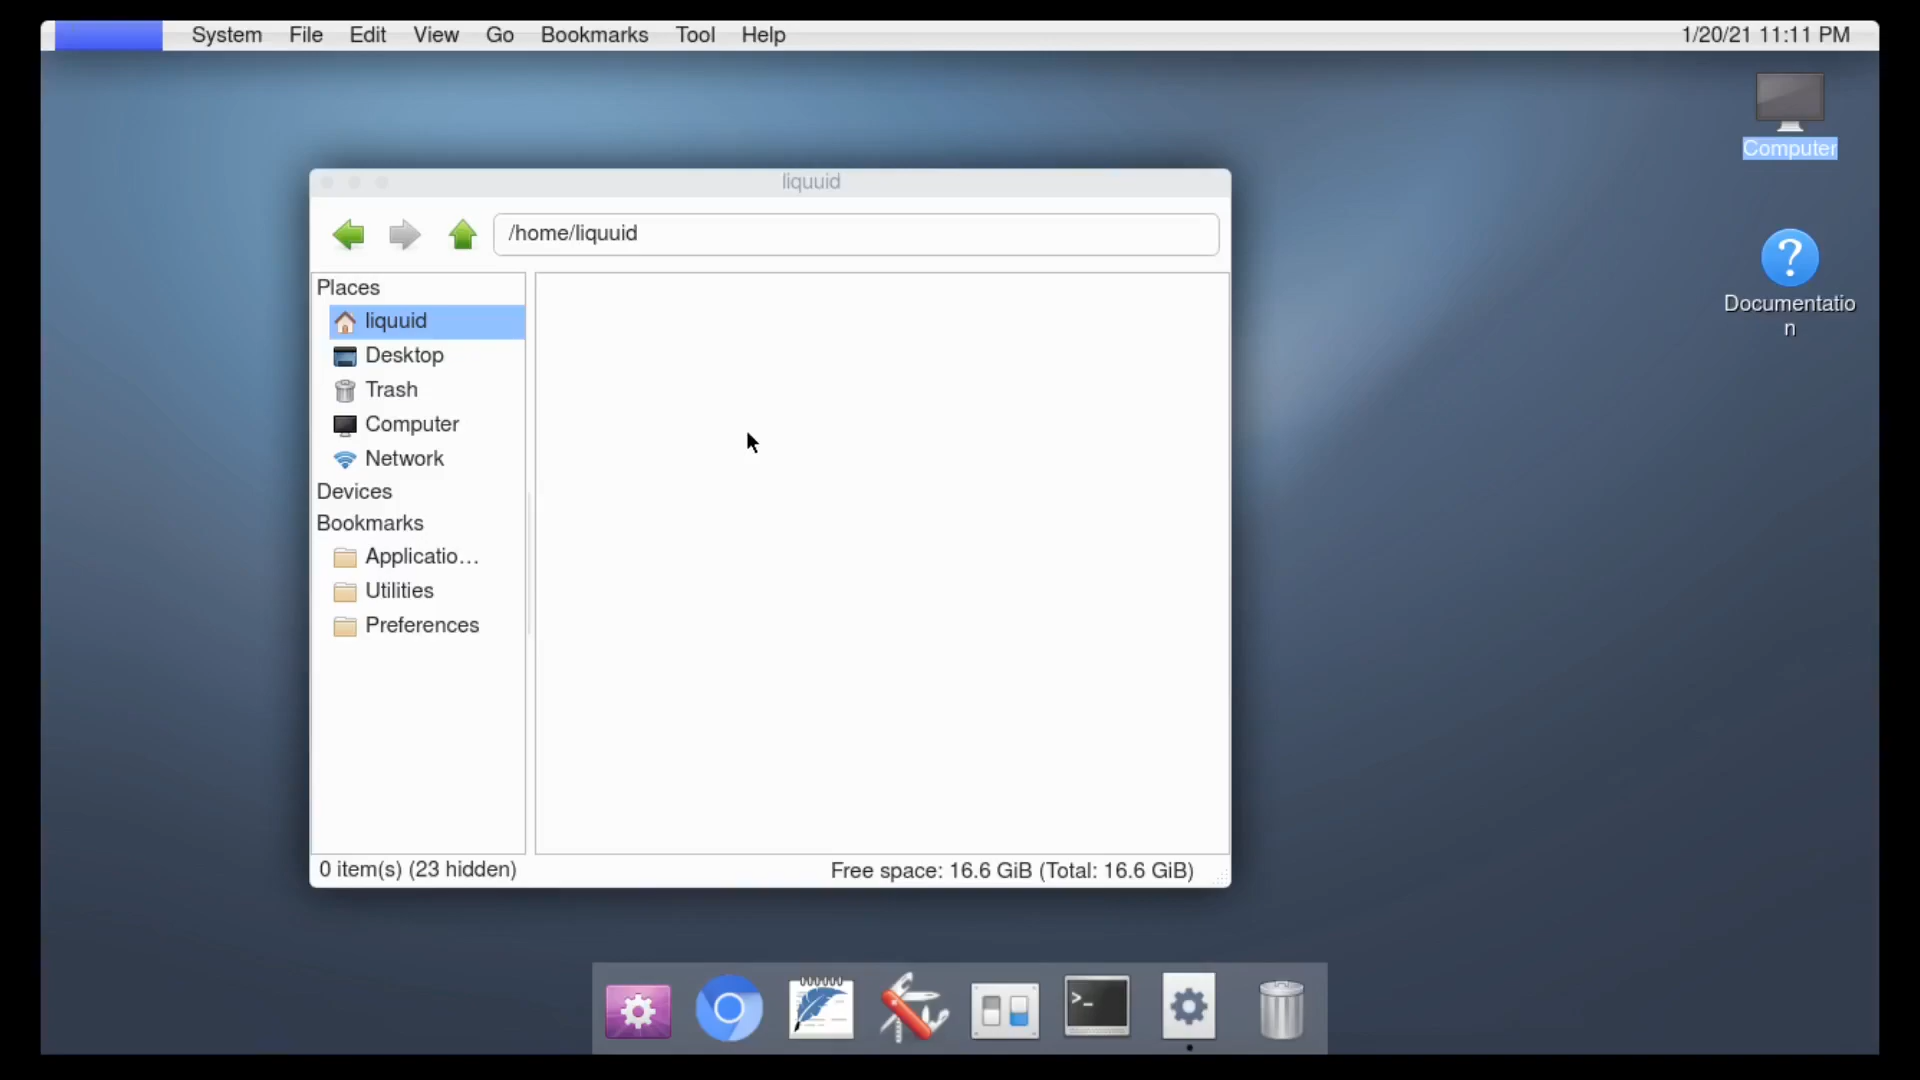 System File Edit View Go Bookmarks Tool Help 1/20/21 11:11 PM
Computer
Documentatio
n
liquuid
/home/liquuid
Places
liquuid
Desktop
Trash
Computer
Network
Devices
Bookmarks
Applicatio…
Utilities
Preferences
0 item(s) (23 hidden) Free space: 16.6 GiB (Total: 16.6 GiB)
>_